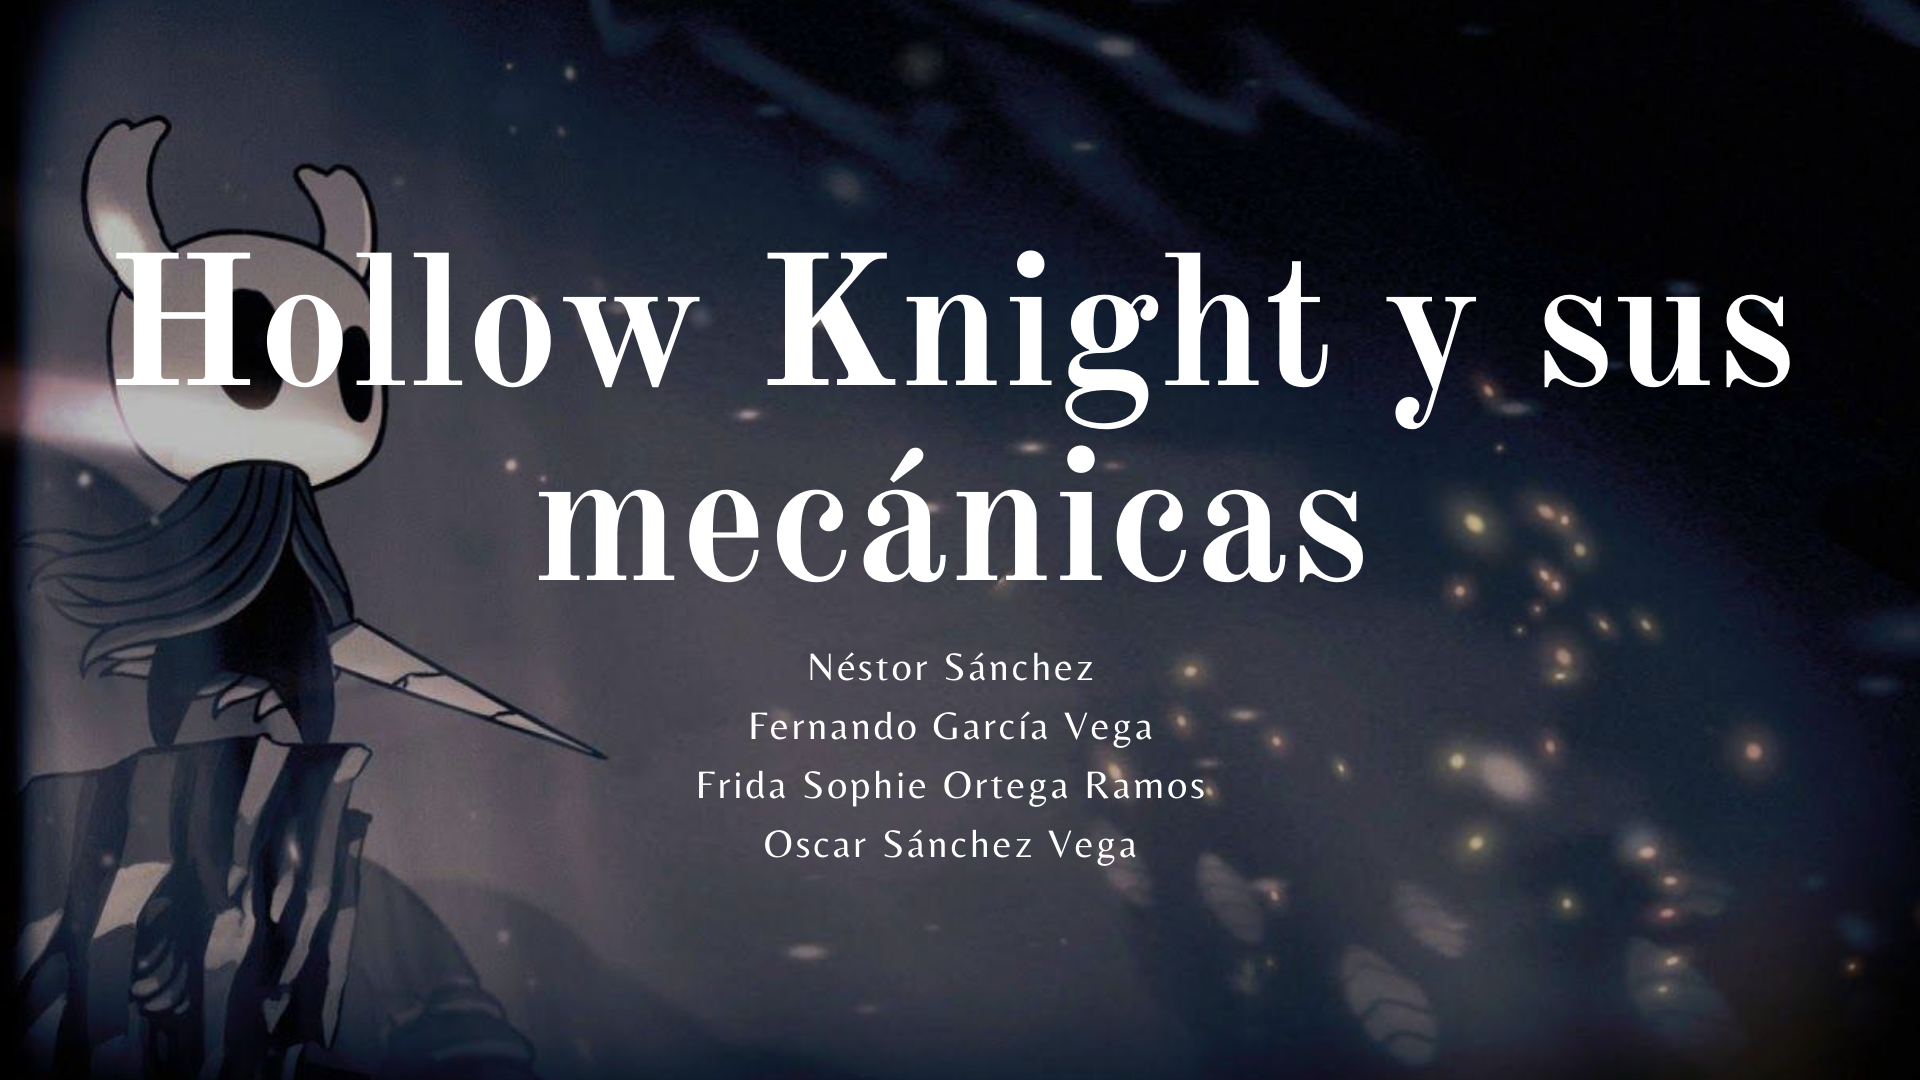 Hollow Knight y sus
mecánicas
Néstor Sánchez
Fernando García Vega
Frida Sophie Ortega Ramos
Oscar Sánchez Vega